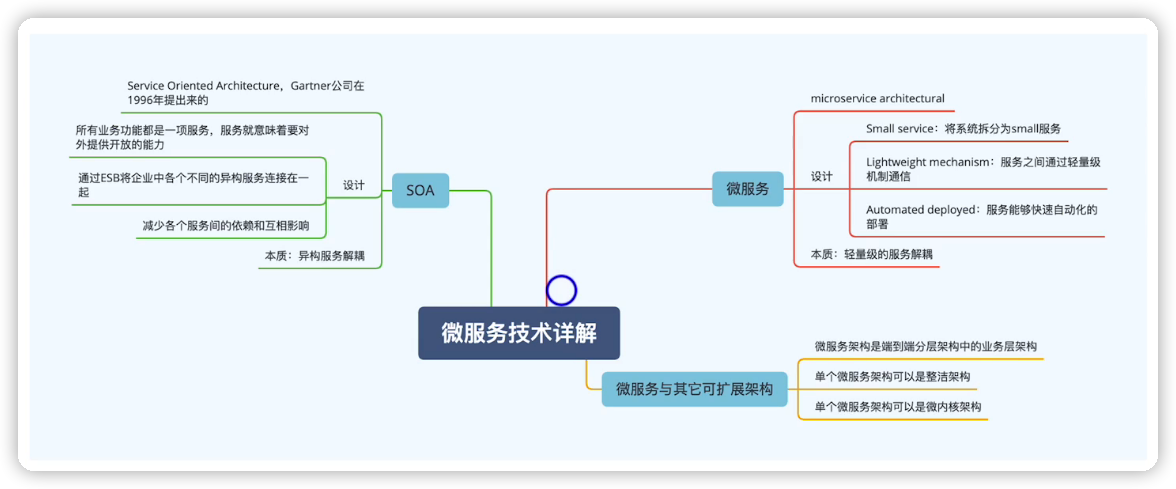 Service Oriented Architecture，Gartner公司在
1996年提出来的
所有业务功能都是一项服务，服务就意味着要对
外提供开放的能力
通过ESB将企业中各个不同的异构服务连接在一
起
减少各个服务间的依赖和互相影响
设计
本质：异构服务解耦
SOA
微服务
microservice architectural
设计
Small service：将系统拆分为small服务
Lightweight mechanism：服务之间通过轻量级
机制通信
Automated deployed：服务能够快速自动化的
部署
本质：轻量级的服务解耦
微服务技术详解
微服务与其它可扩展架构
微服务架构是端到端分层架构中的业务层架构
单个微服务架构可以是整洁架构
单个微服务架构可以是微内核架构